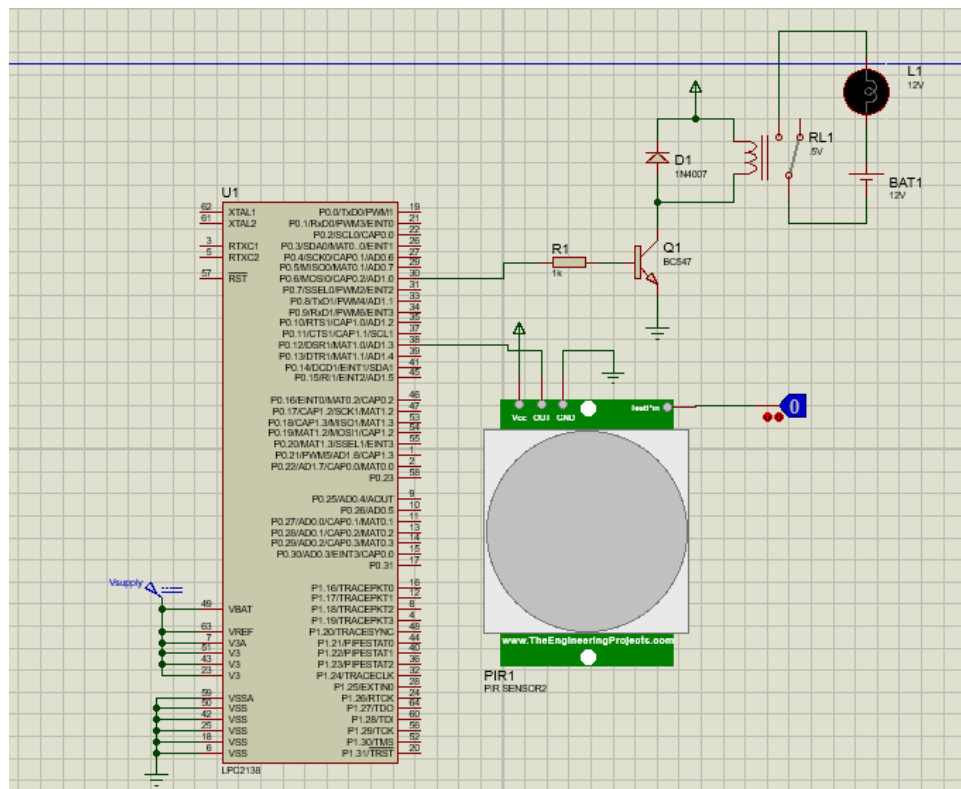 L1
12V
RL1
5V
D1
1N4007
BAT1
12V
U1
62 XTAL1 P0.0/TxD0/PWM1 19
61 XTAL2 P0.1/RxD0/PWM3/EINT0 21
P0.2/SCL0/CAP0.0 22
3 RTXC1 P0.3/SDA0/MAT0..0/EINT1 26
5 RTXC2 P0.4/SCK0/CAP0.1/AD0.6 27
P0.5/MISO0/MAT0.1/AD0.7 29
57 RST P0.6/MOSI0/CAP0.2/AD1.0 30
P0.7/SSEL0/PWM2/EINT2 31
P0.8/TxD1/PWM4/AD1.1 33
P0.9/RxD1/PWM6/EINT3 34
P0.10/RTS1/CAP1.0/AD1.2 35
P0.11/CTS1/CAP1.1/SCL1 37
P0.12/DSR1/MAT1.0/AD1.3 38
P0.13/DTR1/MAT1.1/AD1.4 39
P0.14/DCD1/EINT1/SDA1 41
P0.15/RI1/EINT2/AD1.5 45
R1
1k
Q1
BC547
P0.16/EINT0/MAT0.2/CAP0.2 46
P0.17/CAP1.2/SCK1/MAT1.2 47
P0.18/CAP1.3/MISO1/MAT1.3 53
P0.19/MAT1.2/MOSI1/CAP1.2 54
P0.20/MAT1.3/SSEL1/EINT3 55
P0.21/PWM5/AD1.6/CAP1.3 1
P0.22/AD1.7/CAP0.0/MAT0.0 2
P0.23 58
P0.25/AD0.4/AOUT 9
P0.26/AD0.5 10
P0.27/AD0.0/CAP0.1/MAT0.1 11
P0.28/AD0.1/CAP0.2/MAT0.2 13
P0.29/AD0.2/CAP0.3/MAT0.3 14
P0.30/AD0.3/EINT3/CAP0.0 15
P0.31 17
Vcc OUT GND TestPin
0
Vsupply
P1.16/TRACEPKT0 16
P1.17/TRACEPKT1 12
49 VBAT P1.18/TRACEPKT2 8
P1.19/TRACEPKT3 4
63 VREF P1.20/TRACESYNC 48
7 V3A P1.21/PIPESTAT0 44
51 V3 P1.22/PIPESTAT1 40
43 V3 P1.23/PIPESTAT2 36
23 V3 P1.24/TRACECLK 32
P1.25/EXTIN0 28
59 VSSA P1.26/RTCK 24
50 VSS P1.27/TDO 64
42 VSS P1.28/TDI 60
25 VSS P1.29/TCK 56
18 VSS P1.30/TMS 52
6 VSS P1.31/TRST 20
LPC2138
www.TheEngineeringProjects.com
PIR1
PIR SENSOR2